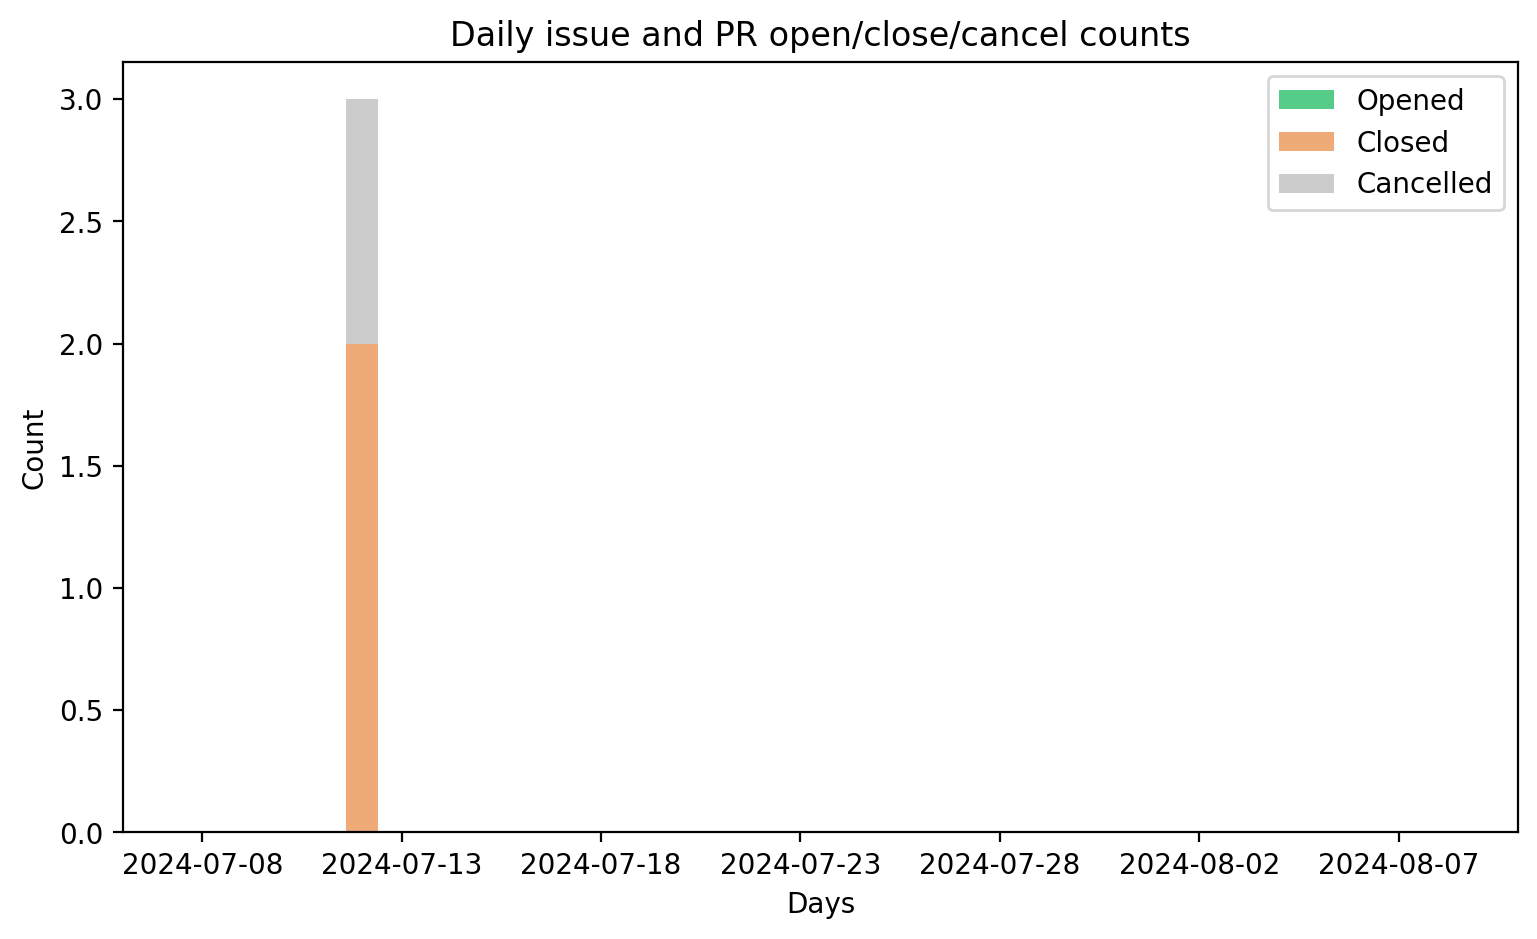 Daily issue and PR open/close/cancel counts
Opened
Closed
Cancelled
Count
3.0
2.5
2.0
1.5
1.0
0.5
0.0
2024-07-08 2024-07-13 2024-07-18 2024-07-23 2024-07-28 2024-08-02 2024-08-07
Days